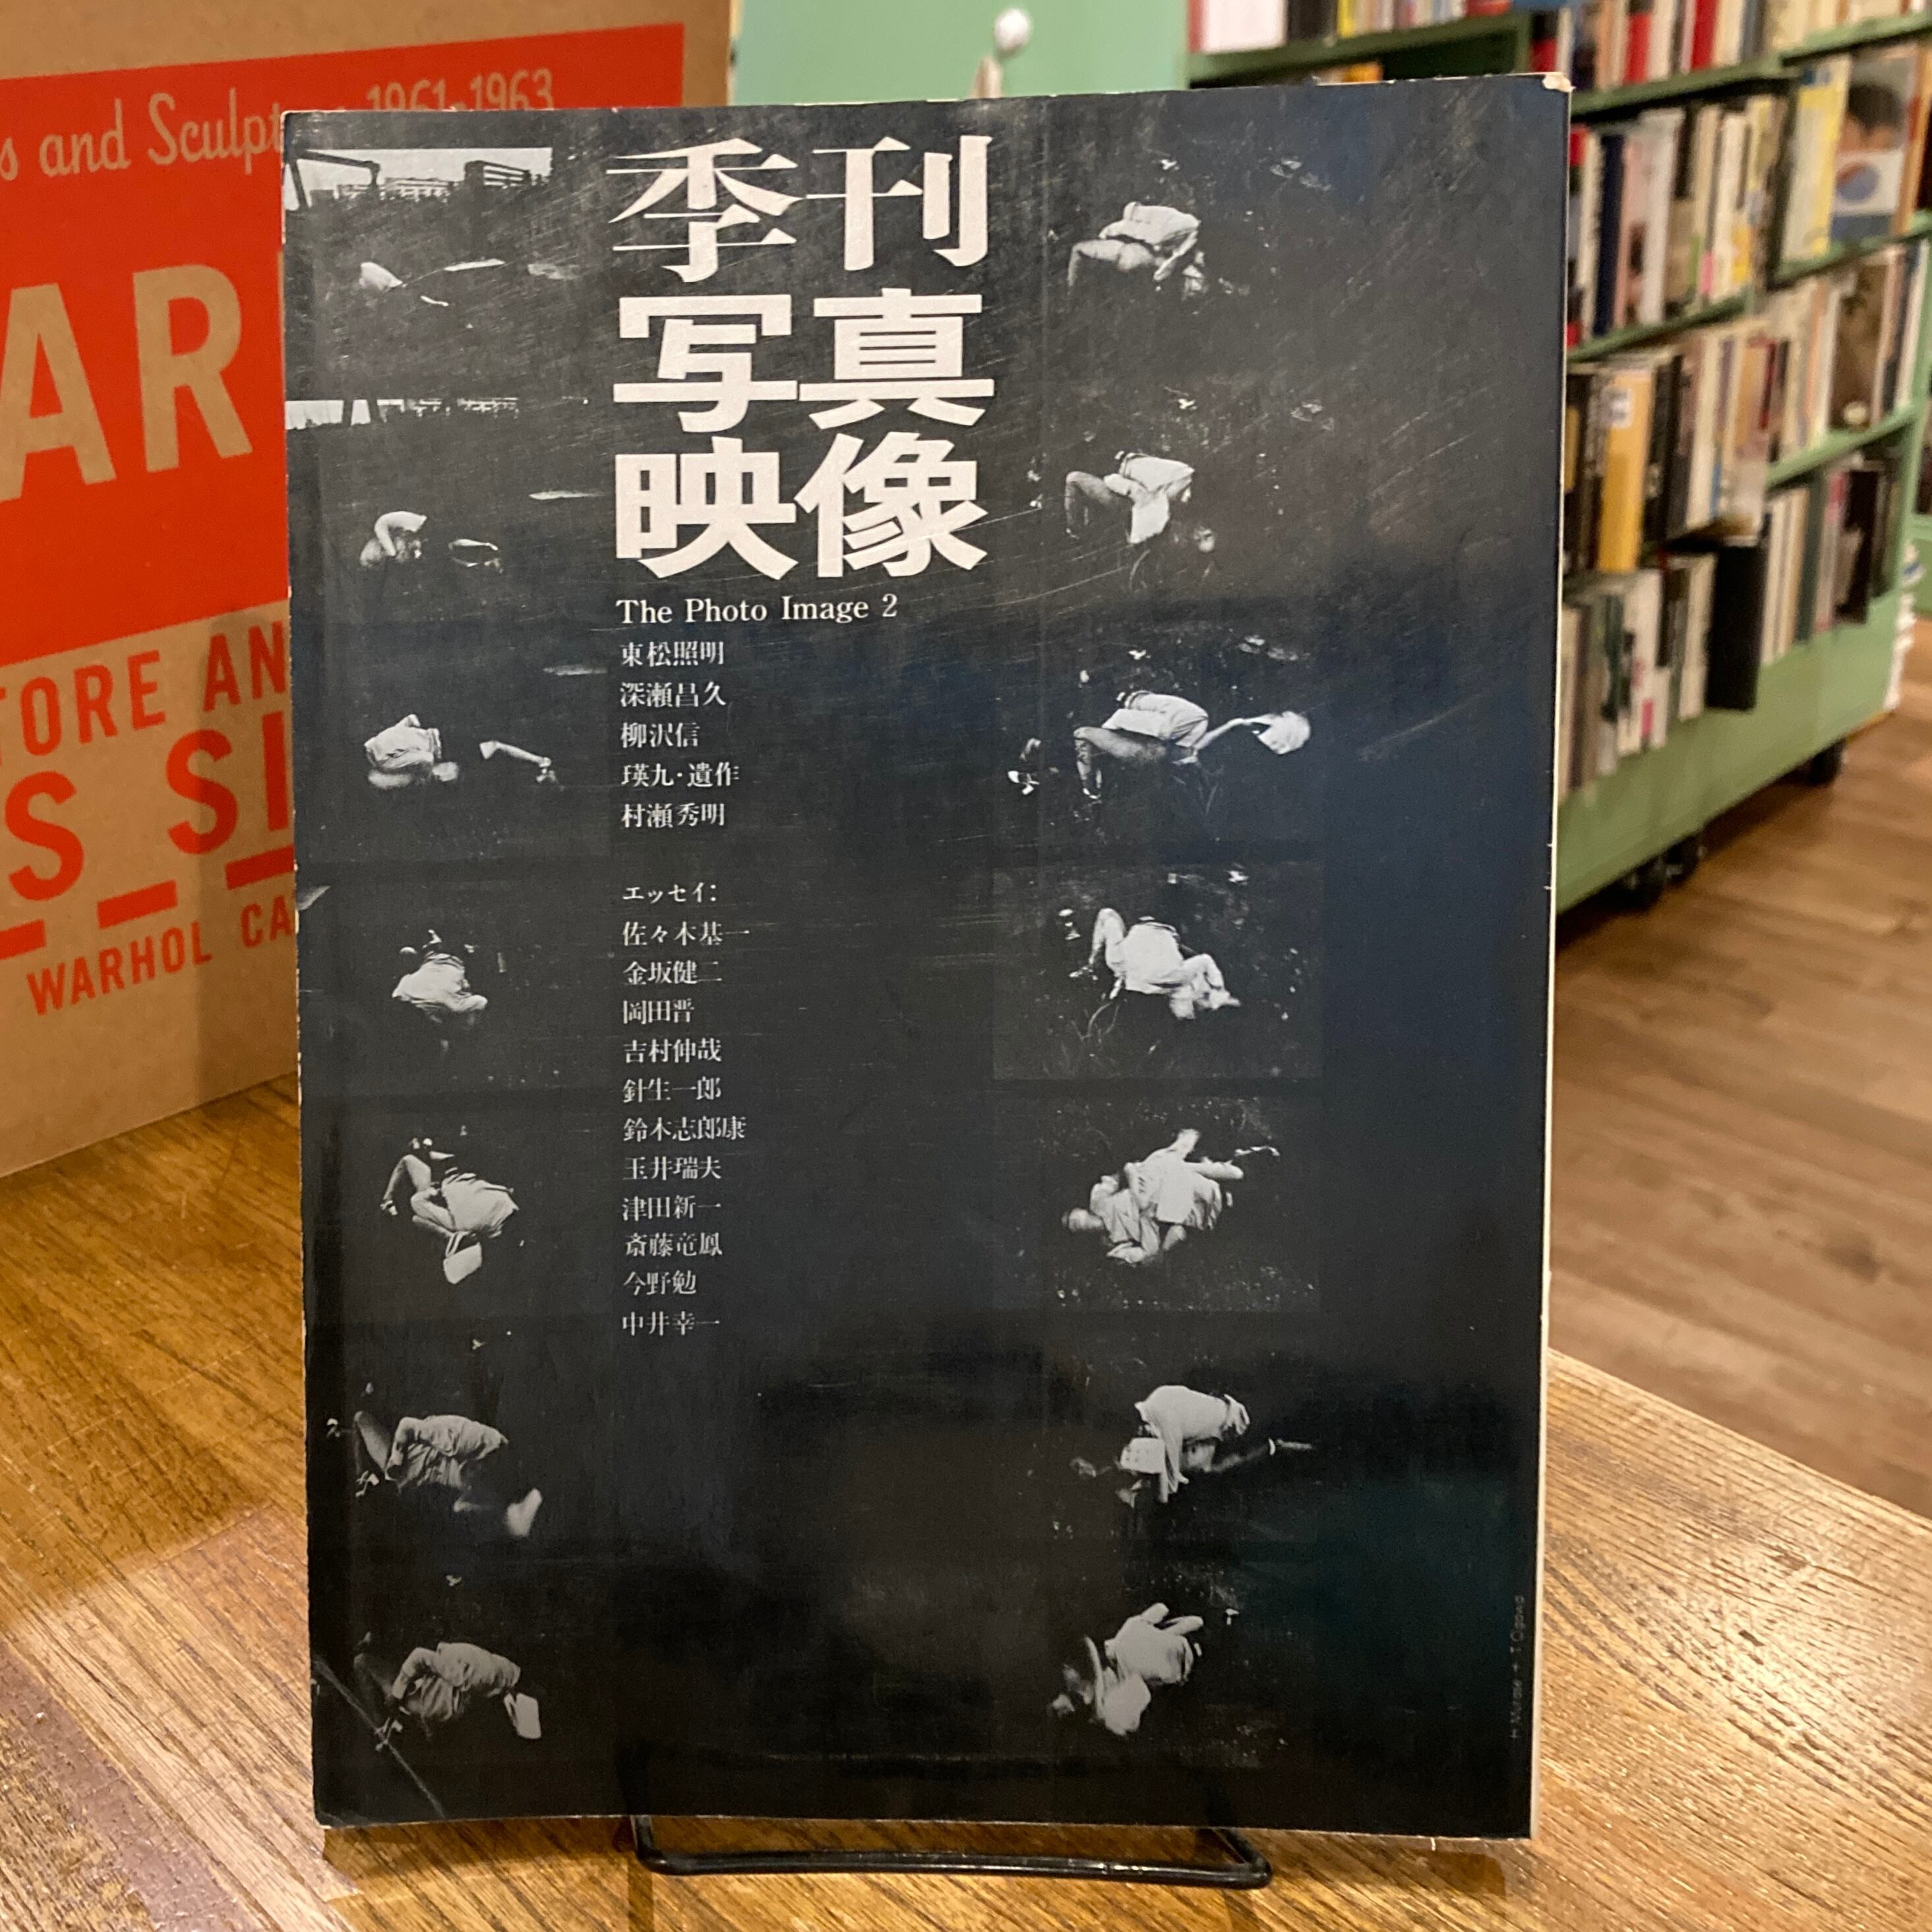 季刊
写真
映像
The Photo Image 2
東松照明
深瀬昌久
柳沢信
瑛九・遺作
村瀬秀明
エッセイ:
佐々木基一
金坂健二
岡田晋
吉村伸哉
針生一郎
鈴木志郎康
玉井瑞夫
津田新一
斎藤竜鳳
今野勉
中井幸一
s and Sculpt 1961-1963
AR
TORE AN
S SI
WARHOL CA